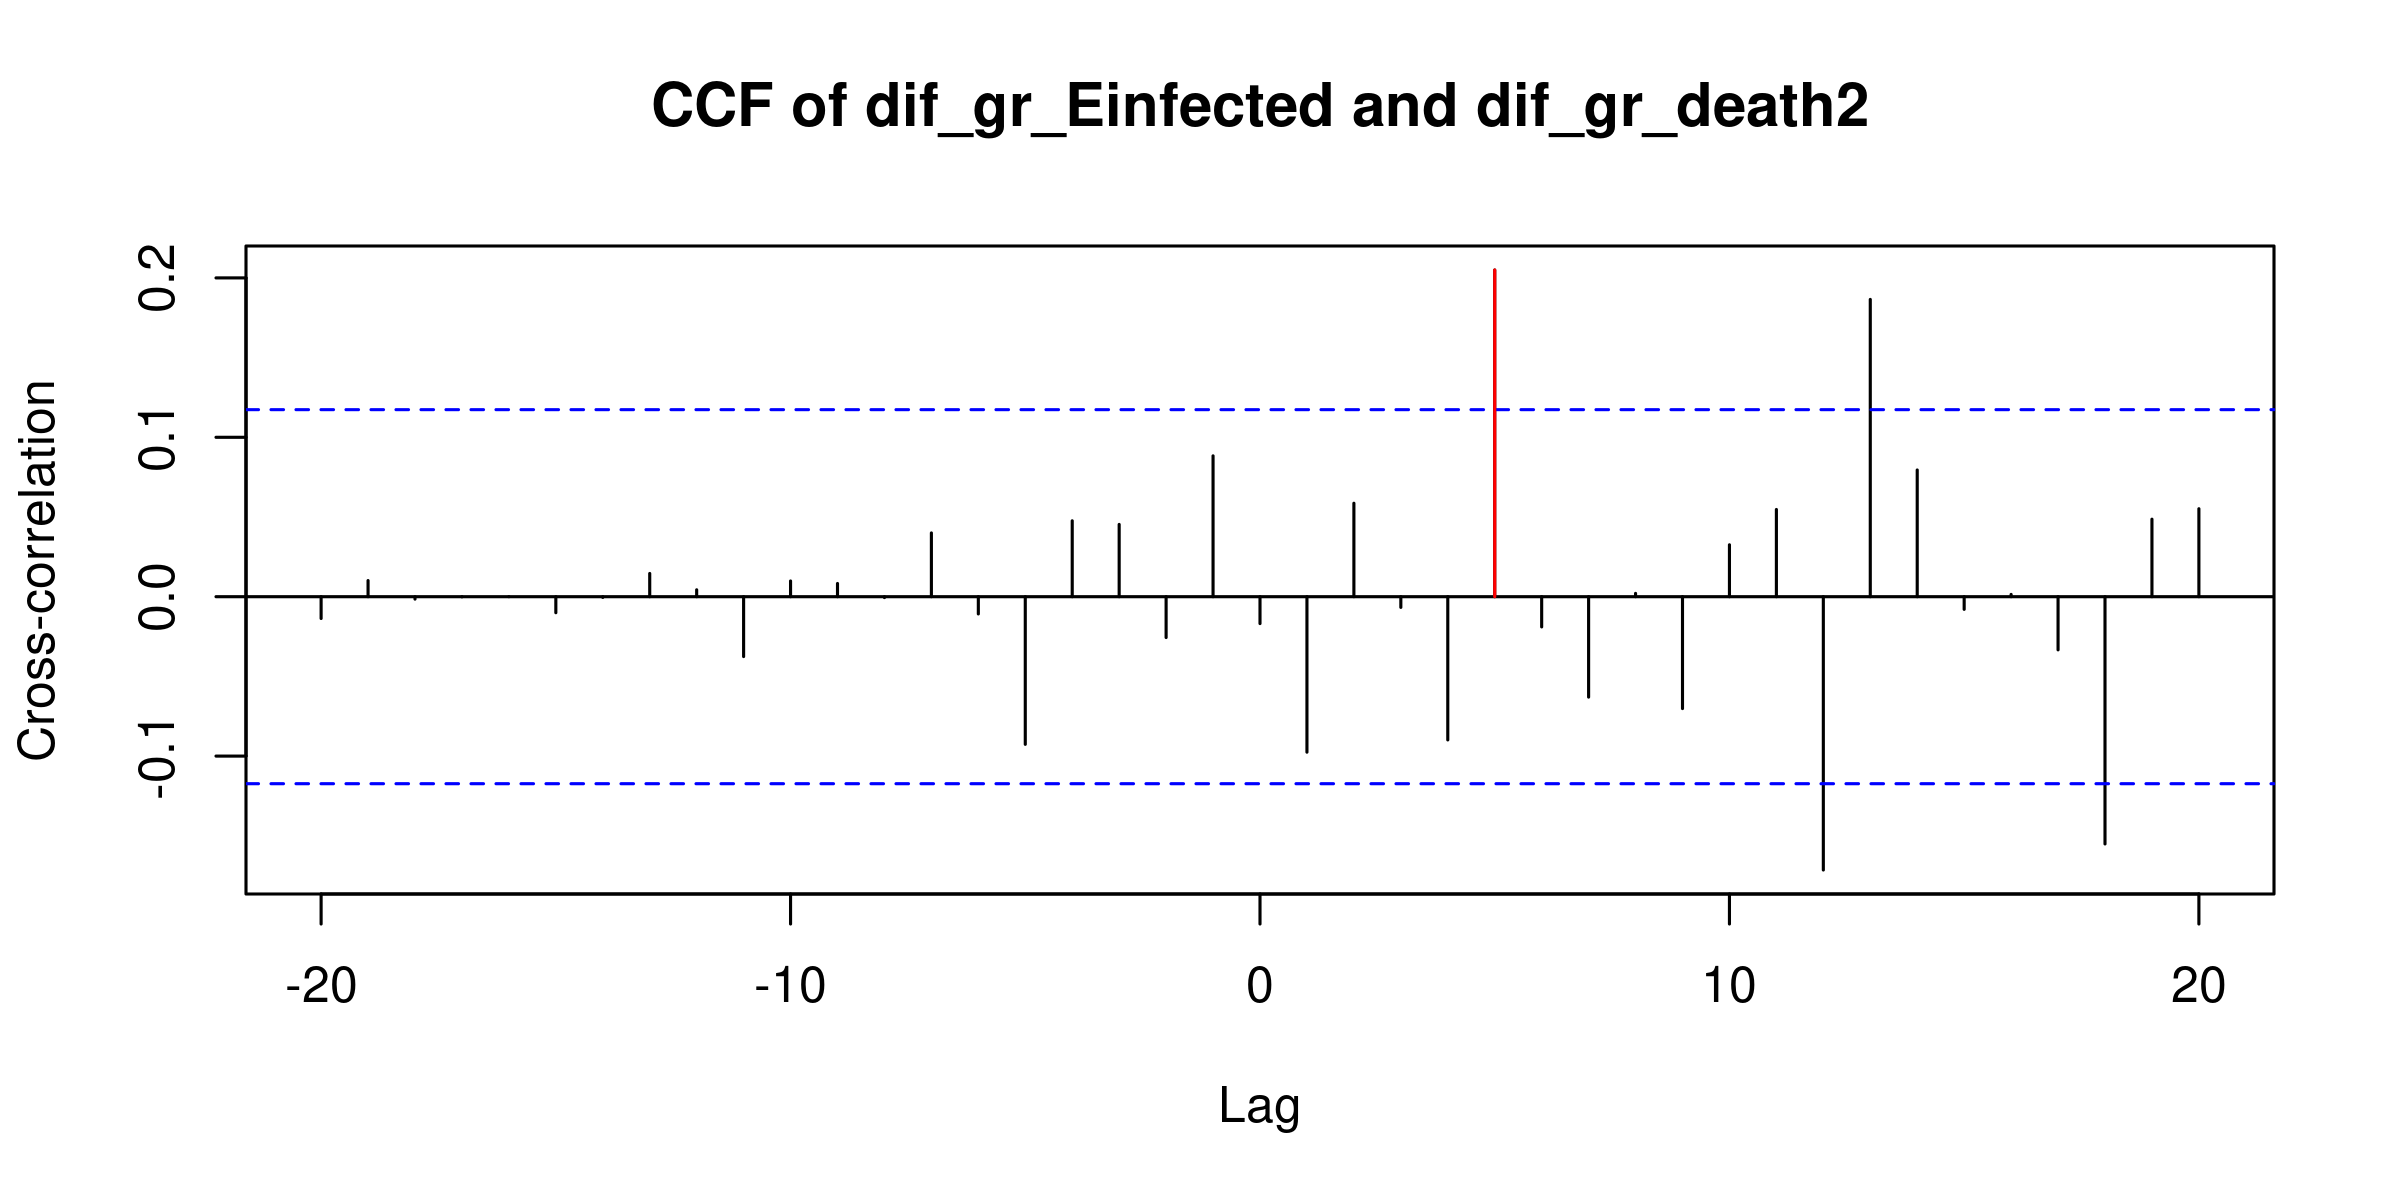 CCF of dif_gr_Einfected and dif_gr_death2
Cross-correlation
0.2
0.1
0.0
-0.1
-20 -10 0 10 20
Lag